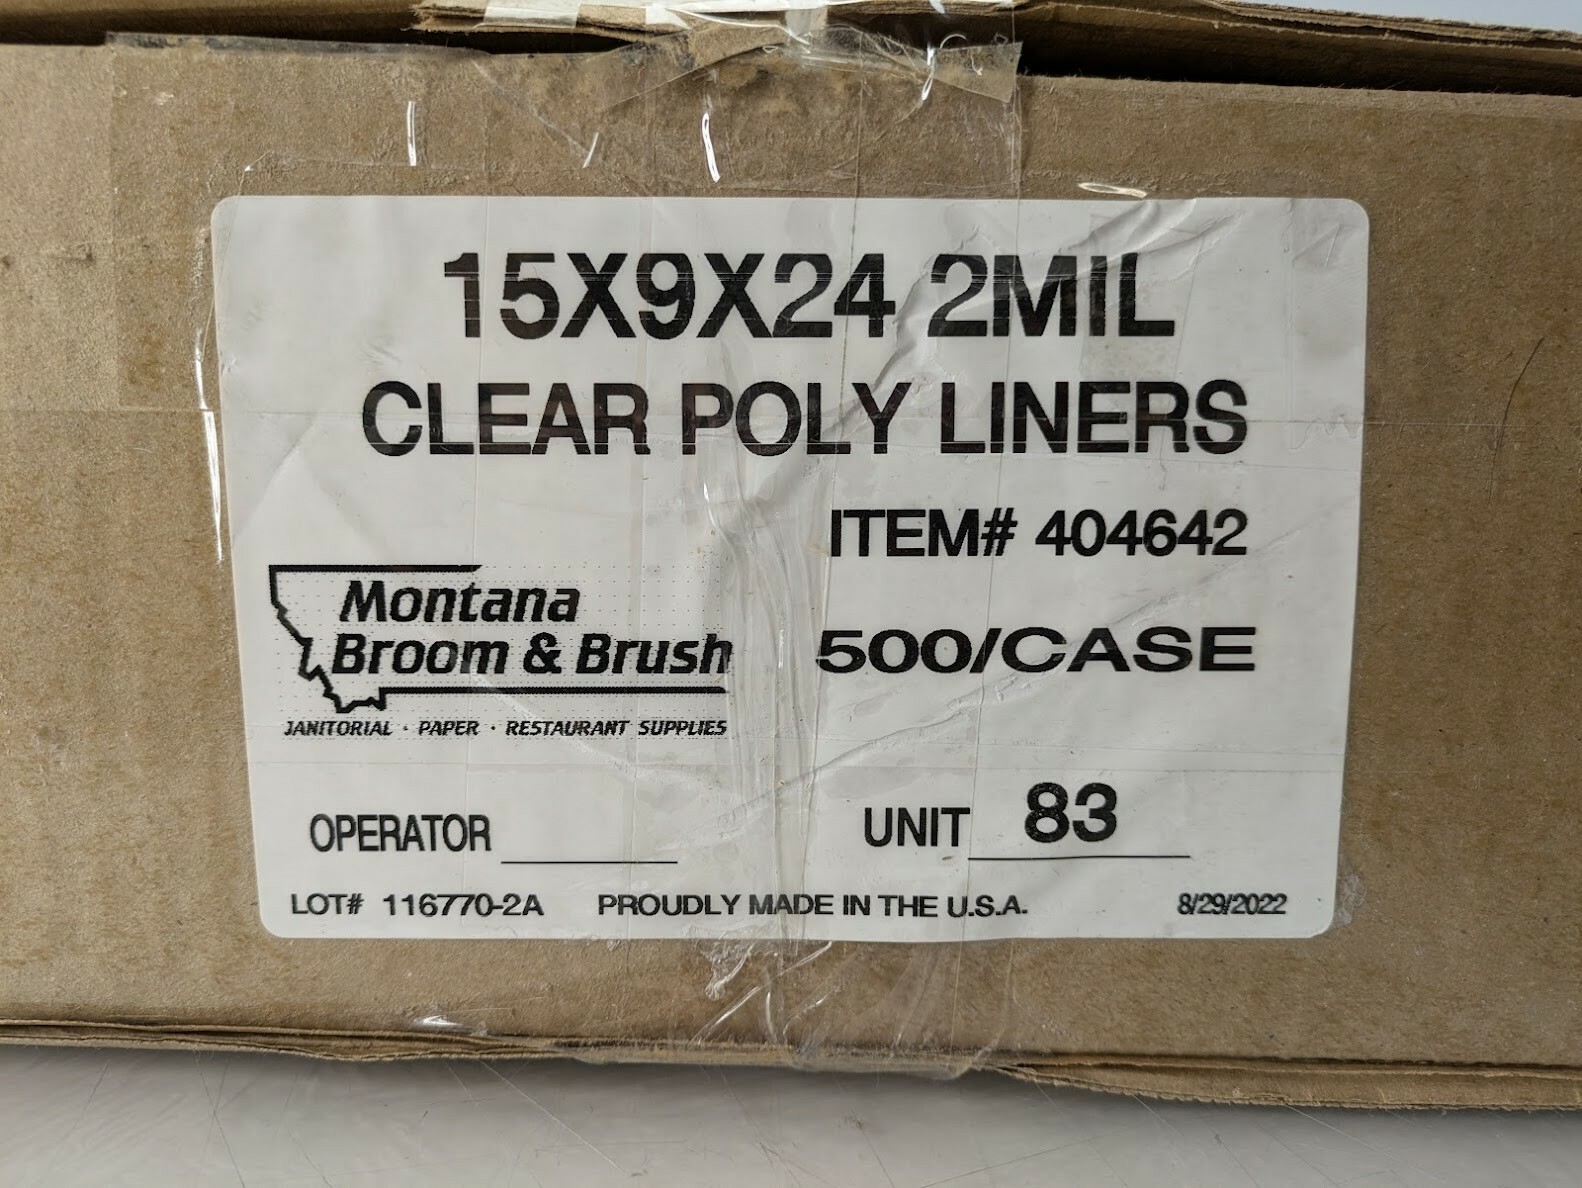 15X9X24 2MIL
CLEAR POLY LINERS
ITEM# 404642
Montana
Broom & Brush
500/CASE
JANITORIAL · PAPER · RESTAURANT SUPPLIES
OPERATOR
UNIT 83
LOT# 116770-2A PROUDLY MADE IN THE U.S.A. 8/29/2022